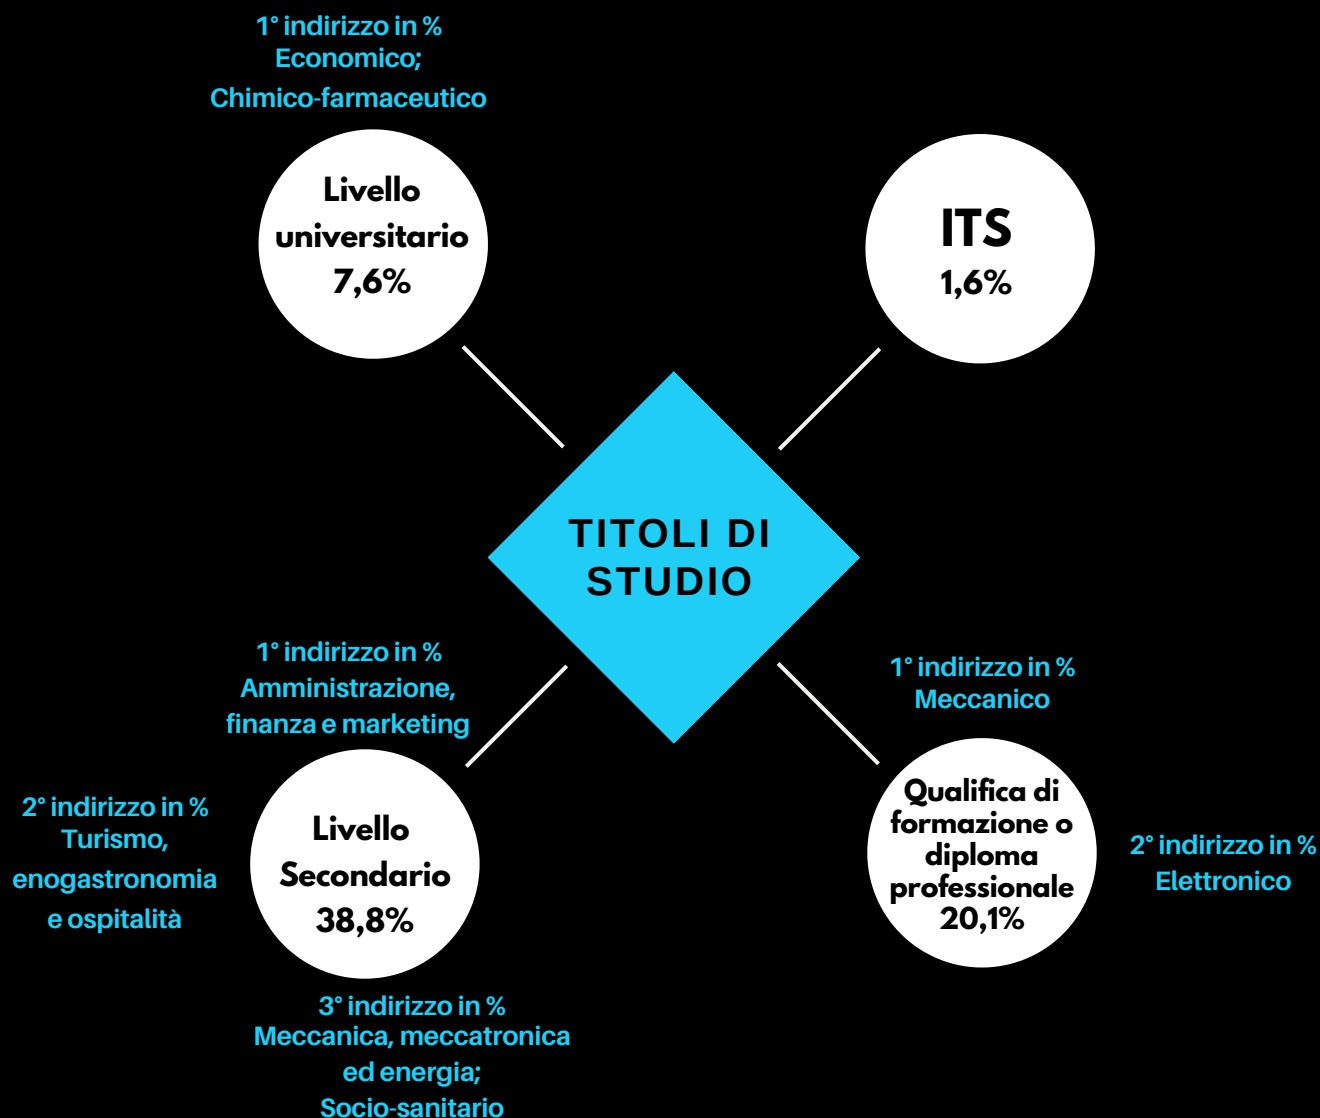 1° indirizzo in %
Economico;
Chimico-farmaceutico
Livello
universitario
7,6%
ITS
1,6%
TITOLI DI
STUDIO
1° indirizzo in %
Amministrazione,
finanza e marketing
2° indirizzo in %
Turismo,
enogastronomia
e ospitalità
Livello
Secondario
38,8%
3° indirizzo in %
Meccanica, meccatronica
ed energia;
Socio-sanitario
1° indirizzo in %
Meccanico
Qualifica di
formazione o
diploma
professionale
20,1%
2° indirizzo in %
Elettronico